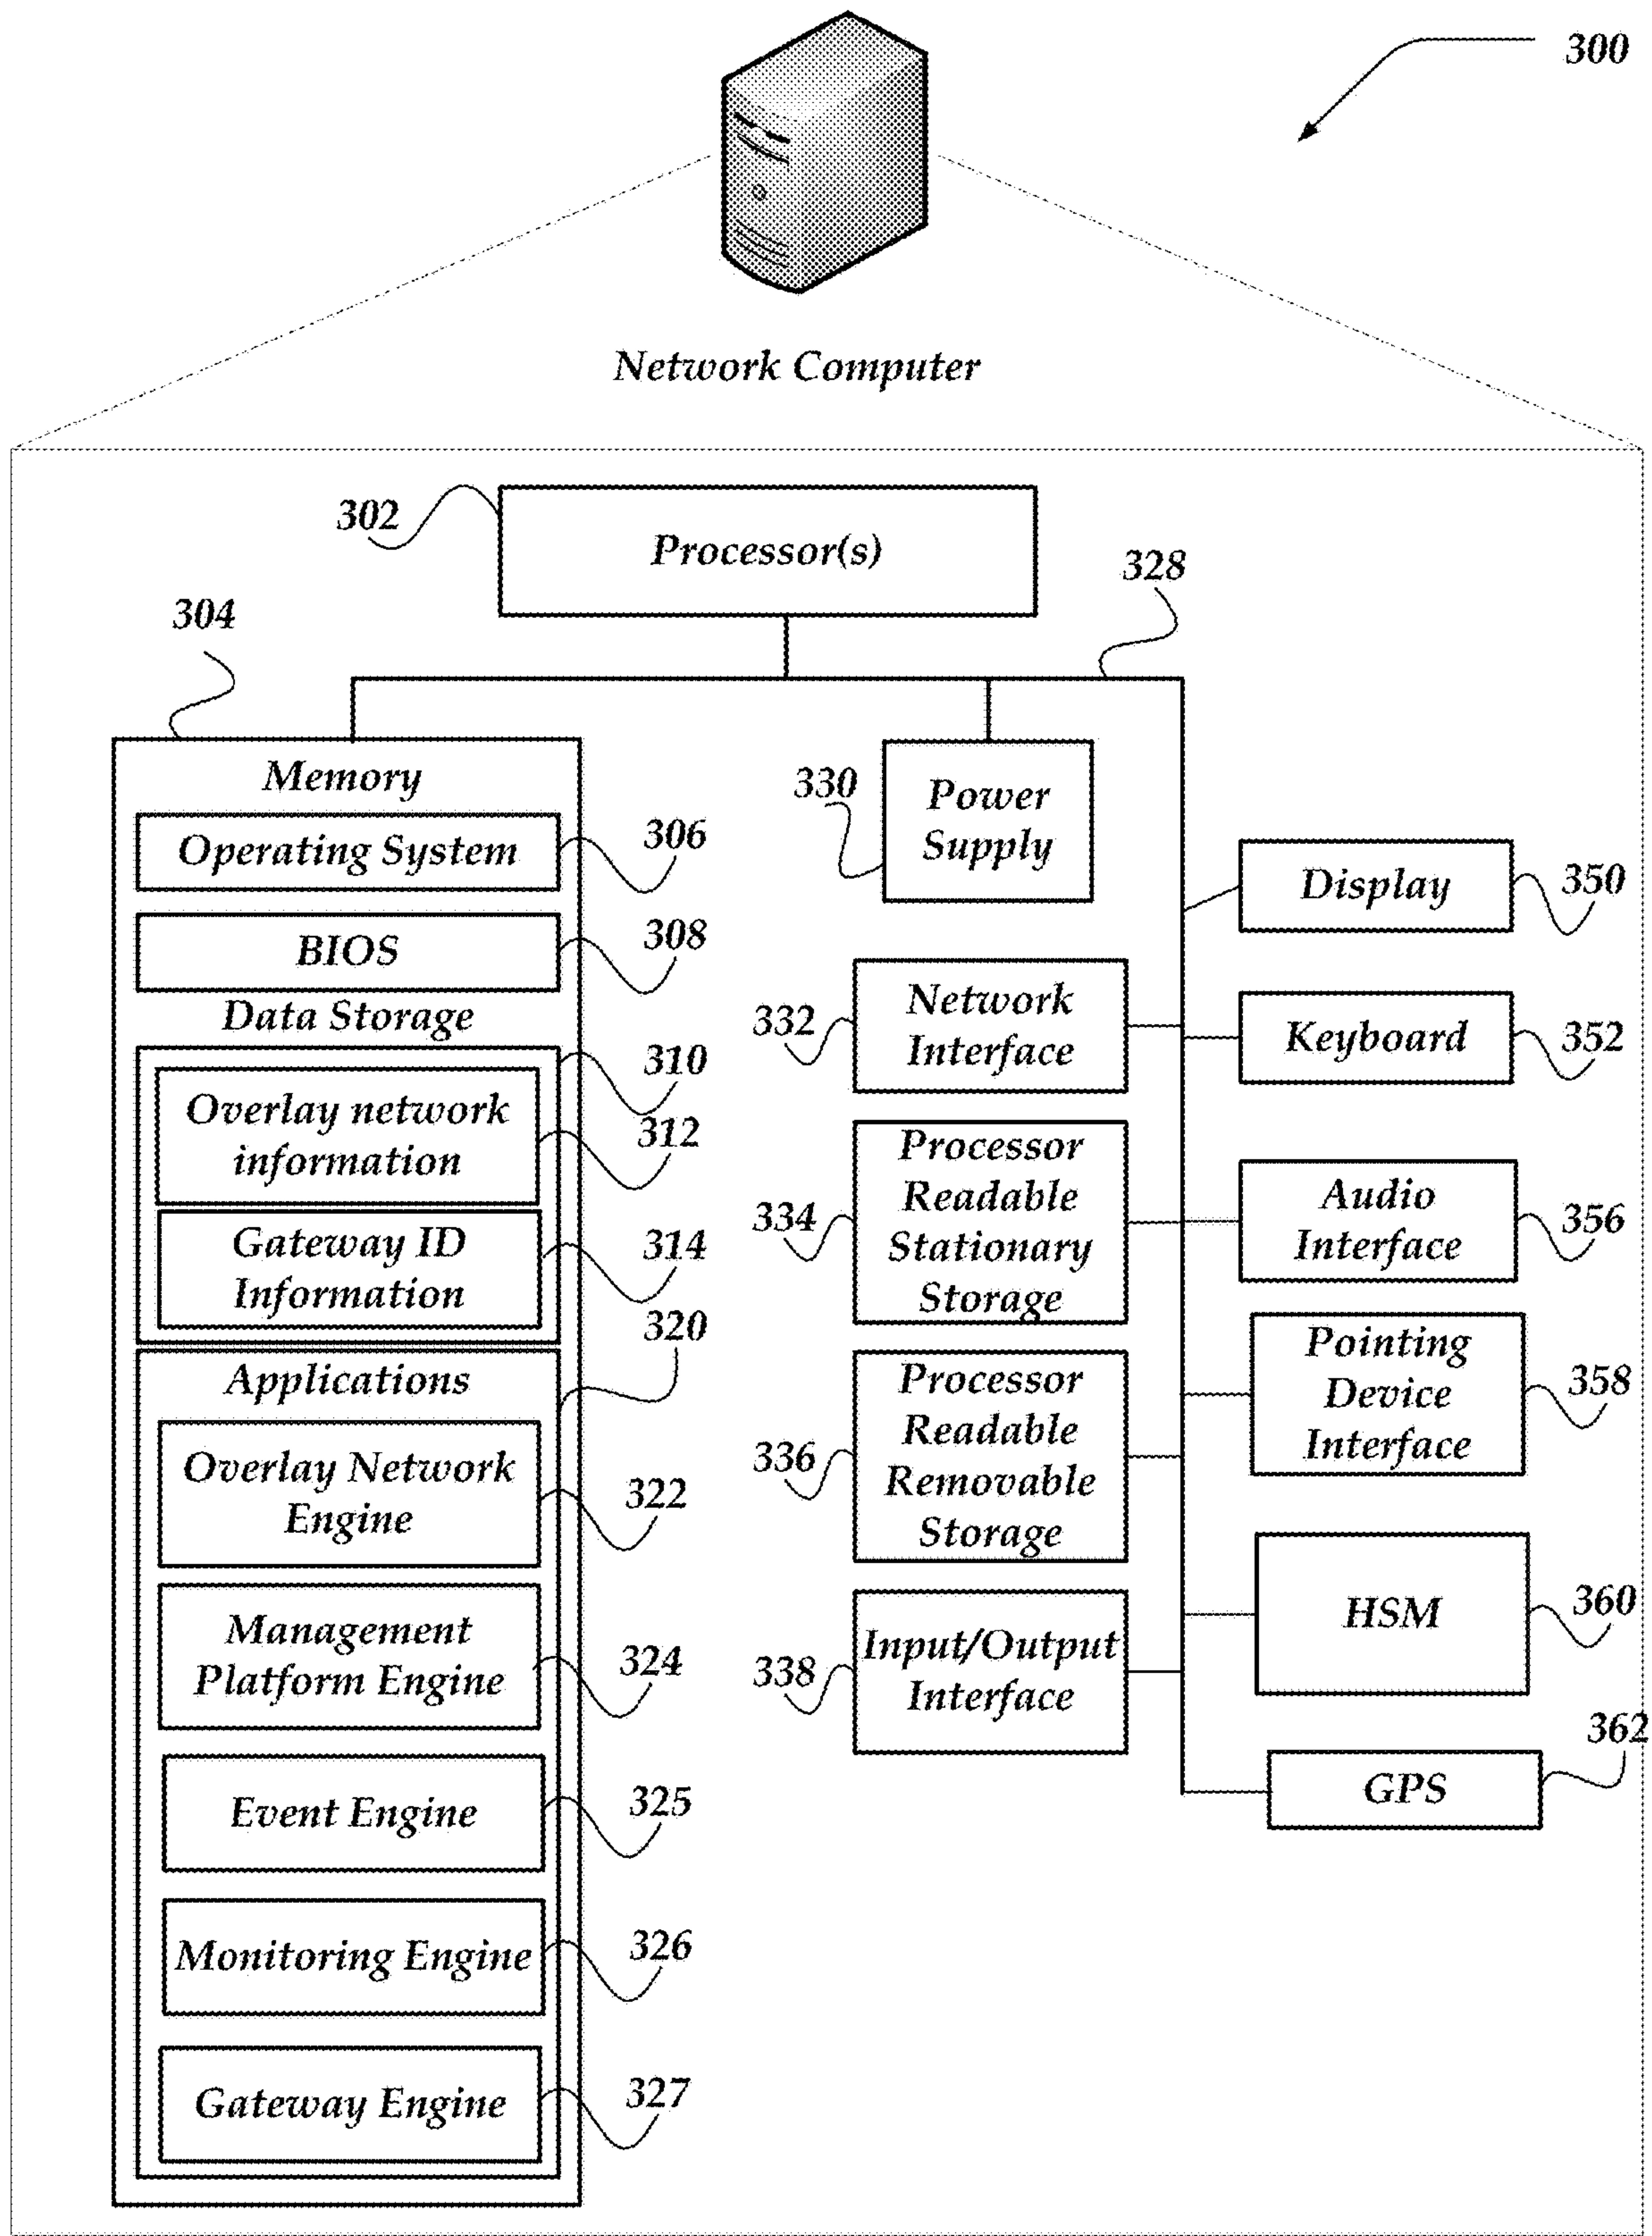 300
Network Computer
302
Processor(s)
328
304
Memory
Operating System
306
BIOS
308
Data Storage
310
Overlay network
information
312
Gateway ID
Information
314
320
Applications
Overlay Network
Engine
322
Management
Platform Engine
324
Event Engine
325
Monitoring Engine
326
Gateway Engine
327
330
Power
Supply
332
Network
Interface
334
Processor
Readable
Stationary
Storage
336
Processor
Readable
Removable
Storage
338
Input/Output
Interface
Display
350
Keyboard
352
Audio
Interface
356
Pointing
Device
Interface
358
HSM
360
362
GPS